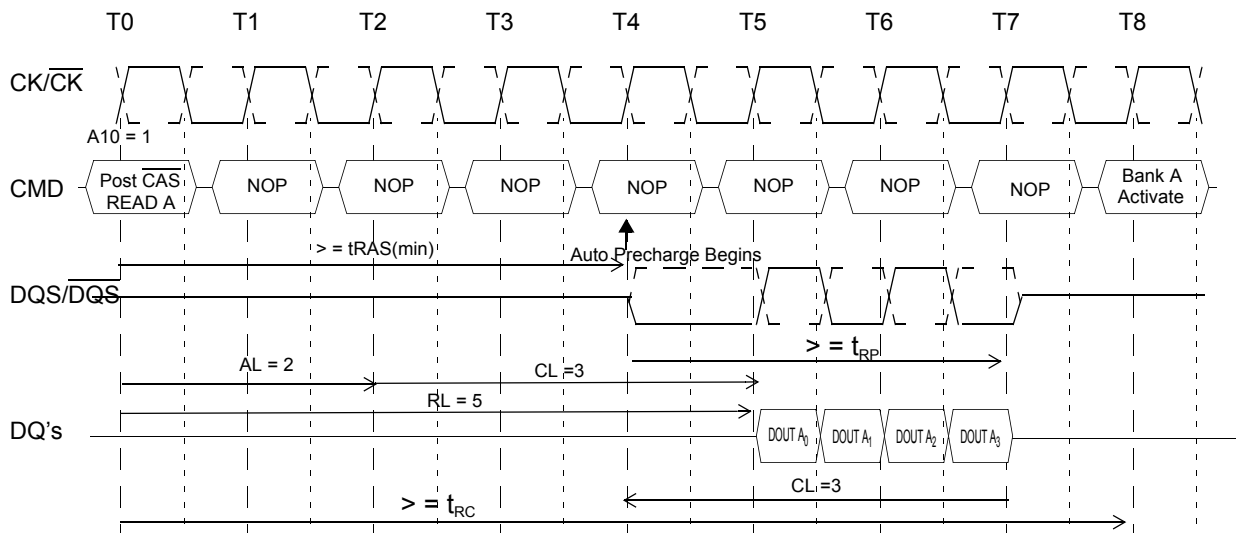 T0 T1 T2 T3 T4 T5 T6 T7 T8
CK/CK
A10 = 1
CMD
Post CAS
READ A
NOP
NOP
NOP
NOP
NOP
NOP
NOP
Bank A
Activate
> = tRAS(min)
Auto Precharge Begins
DQS/DQS
> = tRP
AL = 2
CL =3
RL = 5
DQ's
DOUT A0
DOUT A1
DOUT A2
DOUT A3
CL =3
> = tRC